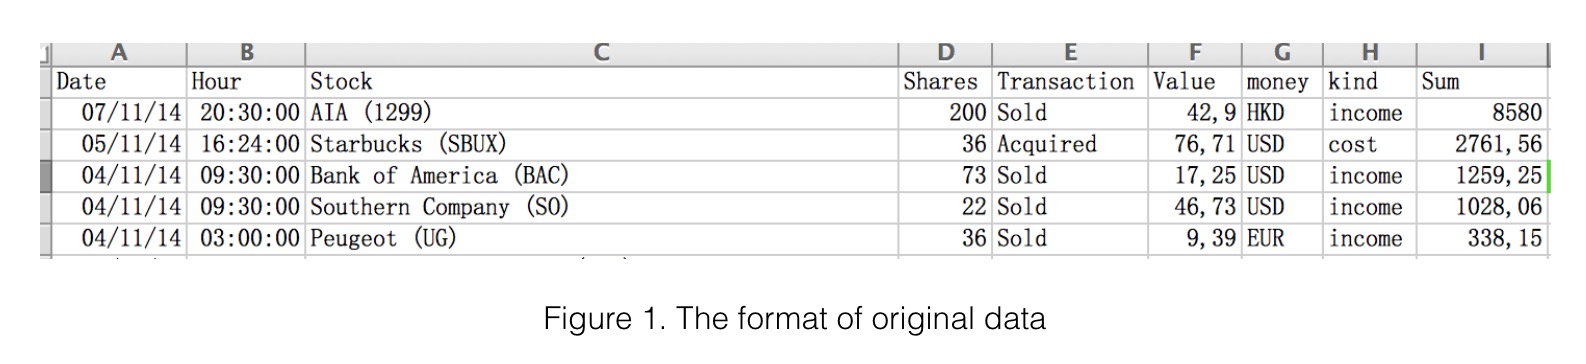 A B C D E F G H I
Date Hour Stock Shares Transaction Value money kind Sum
07/11/14 20:30:00 AIA (1299) 200 Sold 42,9 HKD income 8580
05/11/14 16:24:00 Starbucks (SBUX) 36 Acquired 76,71 USD cost 2761,56
04/11/14 09:30:00 Bank of America (BAC) 73 Sold 17,25 USD income 1259,25
04/11/14 09:30:00 Southern Company (SO) 22 Sold 46,73 USD income 1028,06
04/11/14 03:00:00 Peugeot (UG) 36 Sold 9,39 EUR income 338,15
Figure 1. The format of original data